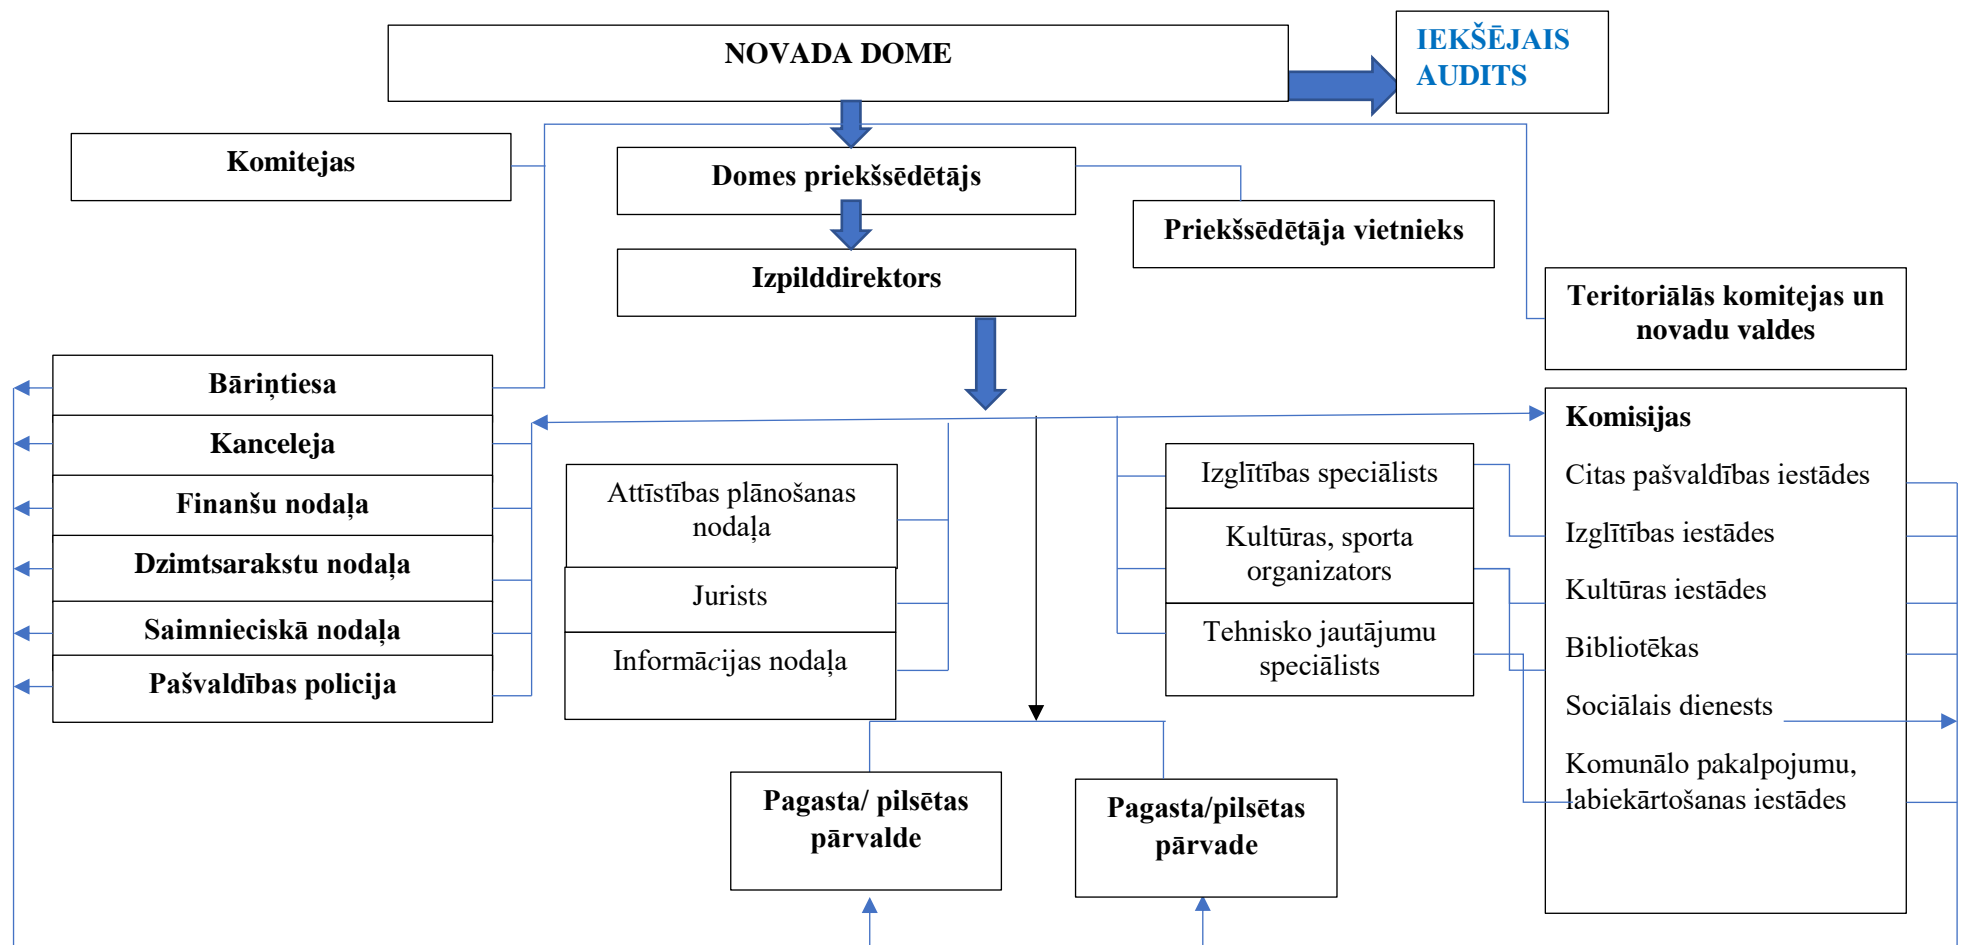 NOVADA DOME
IEKŠĒJAIS
AUDITS
Komitejas
Domes priekšsēdētājs
Priekšsēdētāja vietnieks
Izpilddirektors
Teritoriālās komitejas un
novadu valdes
Bāriņtiesa
Kanceleja
Finanšu nodaļa
Dzimtsarakstu nodaļa
Saimnieciskā nodaļa
Pašvaldības policija
Attīstības plānošanas
nodaļa
Jurists
Informācijas nodaļa
Izglītības speciālists
Kultūras, sporta
organizators
Tehnisko jautājumu
speciālists
Komisijas
Citas pašvaldības iestādes
Izglītības iestādes
Kultūras iestādes
Bibliotēkas
Sociālais dienests
Komunālo pakalpojumu,
labiekārtošanas iestādes
Pagasta/ pilsētas
pārvalde
Pagasta/pilsētas
pārvade